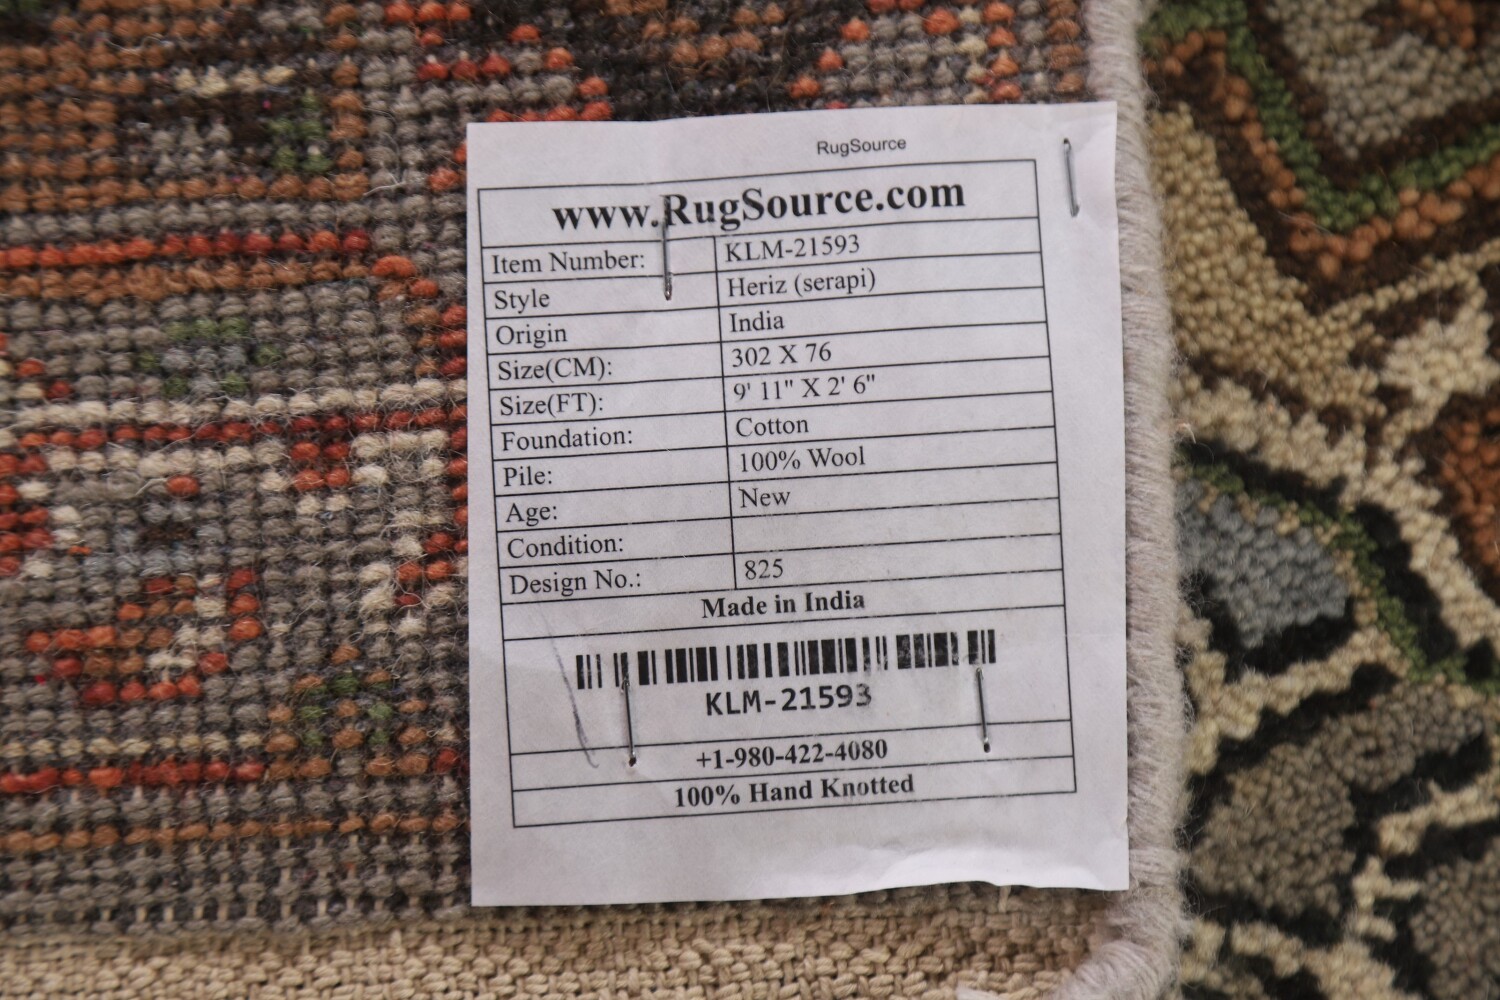 RugSource
www.RugSource.com
Item Number: KLM-21593
Style Heriz (serapi)
Origin India
Size(CM): 302 X 76
Size(FT): 9' 11" X 2' 6"
Foundation: Cotton
Pile: 100% Wool
Age: New
Condition:
Design No.: 825
Made in India
KLM-21593
+1-980-422-4080
100% Hand Knotted